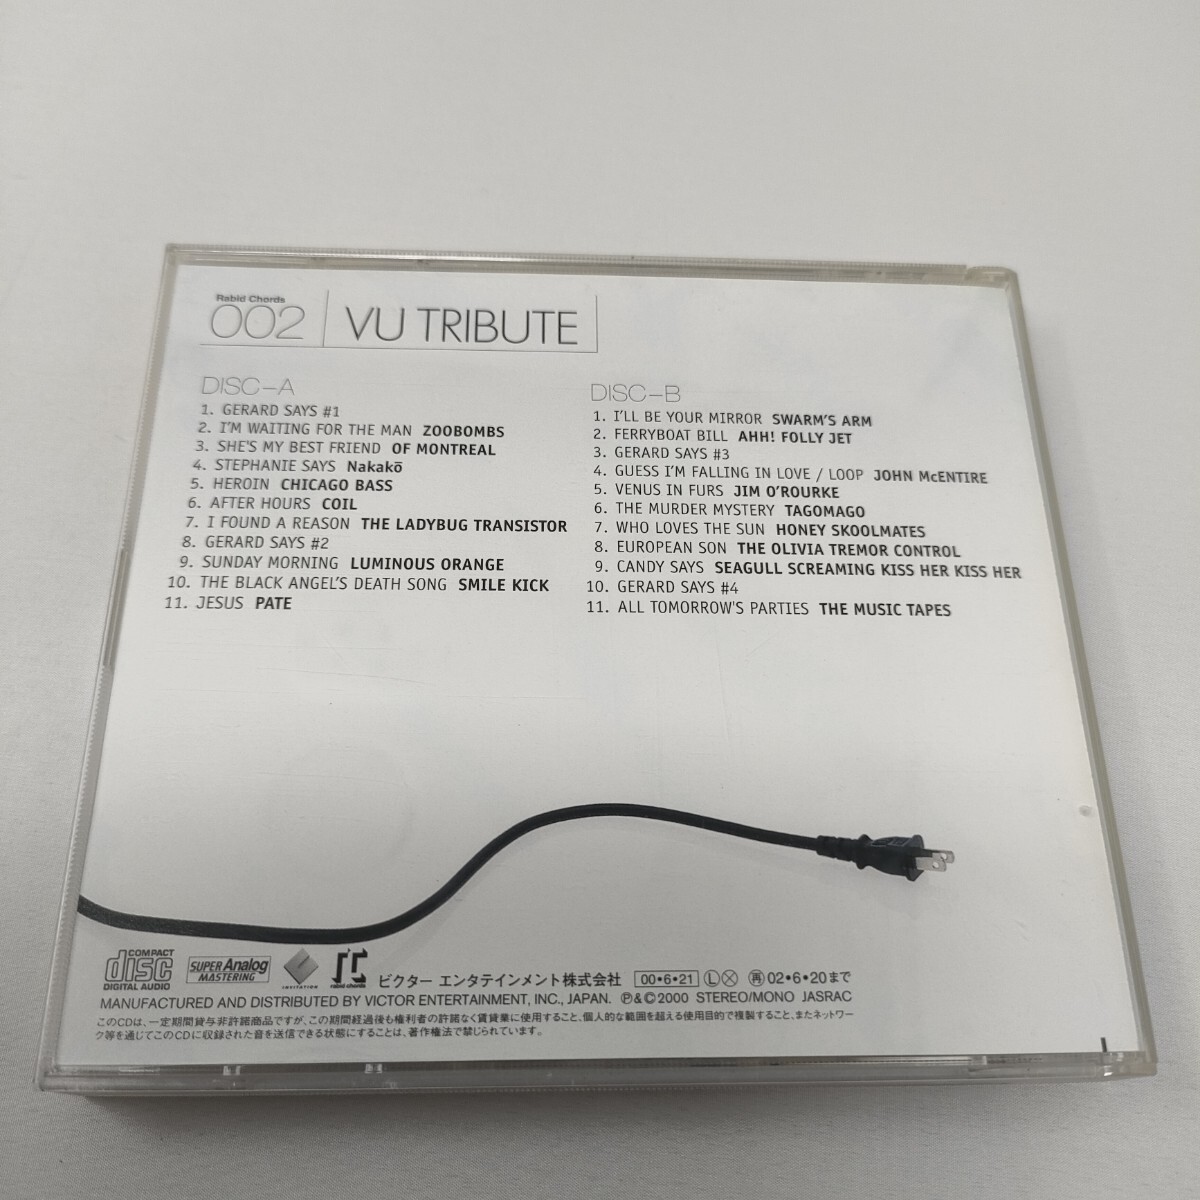 Rabid Chords
002 VU TRIBUTE
DISC-A
1. GERARD SAYS #1
2. I'M WAITING FOR THE MAN ZOOBOMBS
3. SHE'S MY BEST FRIEND OF MONTREAL
4. STEPHANIE SAYS Nakakō
5. HEROIN CHICAGO BASS
6. AFTER HOURS COIL
7. I FOUND A REASON THE LADYBUG TRANSISTOR
8. GERARD SAYS #2
9. SUNDAY MORNING LUMINOUS ORANGE
10. THE BLACK ANGEL'S DEATH SONG SMILE KICK
11. JESUS PATE
DISC-B
1. I'LL BE YOUR MIRROR SWARM'S ARM
2. FERRYBOAT BILL AHH! FOLLY JET
3. GERARD SAYS #3
4. GUESS I'M FALLING IN LOVE / LOOP JOHN McENTIRE
5. VENUS IN FURS JIM O'ROURKE
6. THE MURDER MYSTERY TAGOMAGO
7. WHO LOVES THE SUN HONEY SKOOLMATES
8. EUROPEAN SON THE OLIVIA TREMOR CONTROL
9. CANDY SAYS SEAGULL SCREAMING KISS HER KISS HER
10. GERARD SAYS #4
11. ALL TOMORROW'S PARTIES THE MUSIC TAPES
COMPACT disc DIGITAL AUDIO
SUPER Analog MASTERING
INVITATION
rabid chords
ビクター エンタテインメント株式会社 00・6・21 Ⓛ Ⓧ 再 02・6・20まで
MANUFACTURED AND DISTRIBUTED BY VICTOR ENTERTAINMENT, INC., JAPAN. ℗&©2000 STEREO/MONO JASRAC
このCDは、一定期間貸与非許諾商品ですが、この期間経過後も権利者の許諾なく賃貸業に使用すること、個人的な範囲を超える使用目的で複製すること、またネットワー
ク等を通じてこのCDに収録された音を送信できる状態にすることは、著作権法で禁じられています。